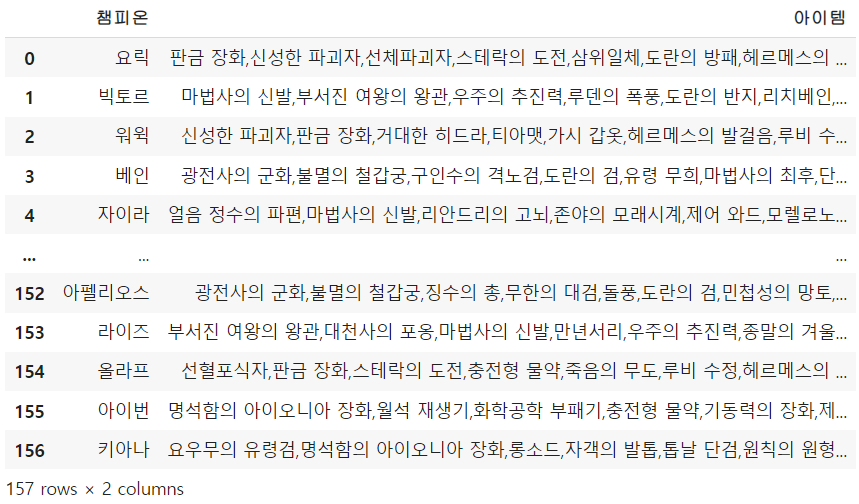 챔피온 아이템
0 요릭 판금 장화,신성한 파괴자,선체파괴자,스테락의 도전,삼위일체,도란의 방패,헤르메스의 ...
1 빅토르 마법사의 신발,부서진 여왕의 왕관,우주의 추진력,루덴의 폭풍,도란의 반지,리치베인,...
2 워윅 신성한 파괴자,판금 장화,거대한 히드라,티아맷,가시 갑옷,헤르메스의 발걸음,루비 수...
3 베인 광전사의 군화,불멸의 철갑궁,구인수의 격노검,도란의 검,유령 무희,마법사의 최후,단...
4 자이라 얼음 정수의 파편,마법사의 신발,리안드리의 고뇌,존야의 모래시계,제어 와드,모렐로노...
... ... ...
152 아펠리오스 광전사의 군화,불멸의 철갑궁,징수의 총,무한의 대검,돌풍,도란의 검,민첩성의 망토,...
153 라이즈 부서진 여왕의 왕관,대천사의 포옹,마법사의 신발,만년서리,우주의 추진력,종말의 겨울...
154 올라프 선혈포식자,판금 장화,스테락의 도전,충전형 물약,죽음의 무도,루비 수정,헤르메스의 ...
155 아이번 명석함의 아이오니아 장화,월석 재생기,화학공학 부패기,충전형 물약,기동력의 장화,제...
156 키아나 요우무의 유령검,명석함의 아이오니아 장화,롱소드,자객의 발톱,톱날 단검,원칙의 원형...
157 rows × 2 columns